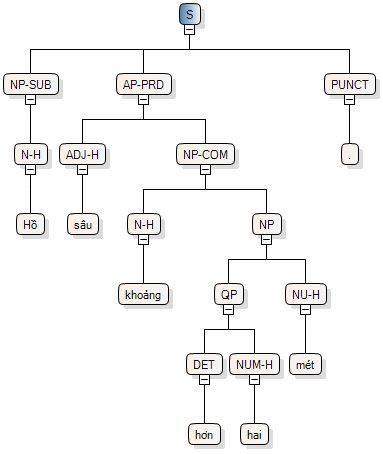 S
NP-SUB AP-PRD PUNCT
N-H ADJ-H NP-COM .
Hồ sâu N-H NP
khoảng QP NU-H
DET NUM-H mét
hơn hai